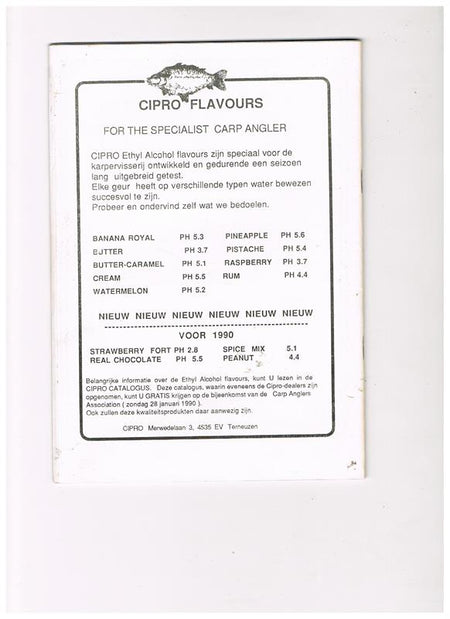 CIPRO FLAVOURS
FOR THE SPECIALIST CARP ANGLER
CIPRO Ethyl Alcohol flavours zijn speciaal voor de
karpervisserij ontwikkeld en gedurende een seizoen
lang uitgebreid getest.
Elke geur heeft op verschillende typen water bewezen
succesvol te zijn.
Probeer en ondervind zelf wat we bedoelen.
BANANA ROYAL PH 5.3 PINEAPPLE PH 5.6
BUTTER PH 3.7 PISTACHE PH 5.4
BUTTER-CARAMEL PH 5.1 RASPBERRY PH 3.7
CREAM PH 5.5 RUM PH 4.4
WATERMELON PH 5.2
NIEUW NIEUW NIEUW NIEUW NIEUW NIEUW
VOOR 1990
STRAWBERRY FORT PH 2.8 SPICE MIX 5.1
REAL CHOCOLATE PH 5.5 PEANUT 4.4
Belangrijke informatie over de Ethyl Alcohol flavours, kunt U lezen in de
CIPRO CATALOGUS. Deze catalogus, waarin eveneens de Cipro-dealers zijn
opgenomen, kunt U GRATIS krijgen op de bijeenkomst van de Carp Anglers
Association ( zondag 28 januari 1990 ).
Ook zullen deze kwaliteitsprodukten daar aanwezig zijn.
CIPRO Merwedelaan 3, 4535 EV Terneuzen